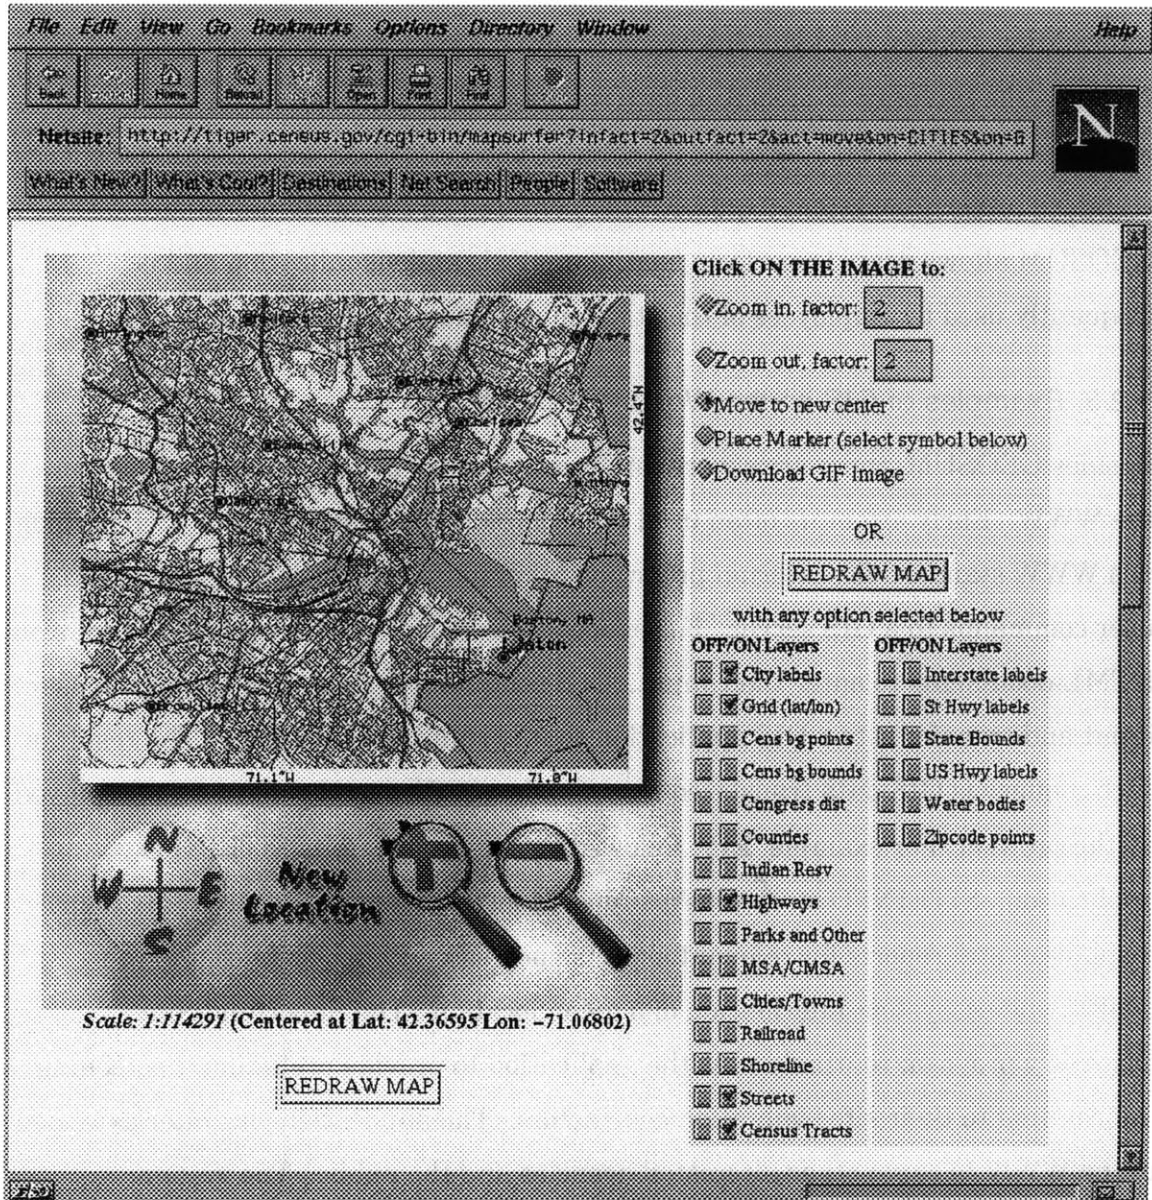 File Edit View Go Bookmarks Options Directory Window Help
Back Home Reload Open Print Find
N
Netsite: http://tiger.census.gov/cgi-bin/mapsurfer?infact=2&outfact=2&act=move&on=CITIES&on=G
What's New? What's Cool? Destinations Net Search People Software
Click ON THE IMAGE to:
Zoom in, factor: 2
Zoom out, factor: 2
Move to new center
Place Marker (select symbol below)
Download GIF image
OR
REDRAW MAP
with any option selected below
OFF/ON Layers
City labels
Grid (lat/lon)
Cens bg points
Cens bg bounds
Congress dist
Counties
Indian Resv
Highways
Parks and Other
MSA/CMSA
Cities/Towns
Railroad
Shoreline
Streets
Census Tracts
OFF/ON Layers
Interstate labels
St Hwy labels
State Bounds
US Hwy labels
Water bodies
Zipcode points
Everett
Chelsea
Cambridge
Boston, MA
42.4°W
71.1°W 71.0°W
N
W E
S
New
Location
Scale: 1:114291 (Centered at Lat: 42.36595 Lon: -71.06802)
REDRAW MAP